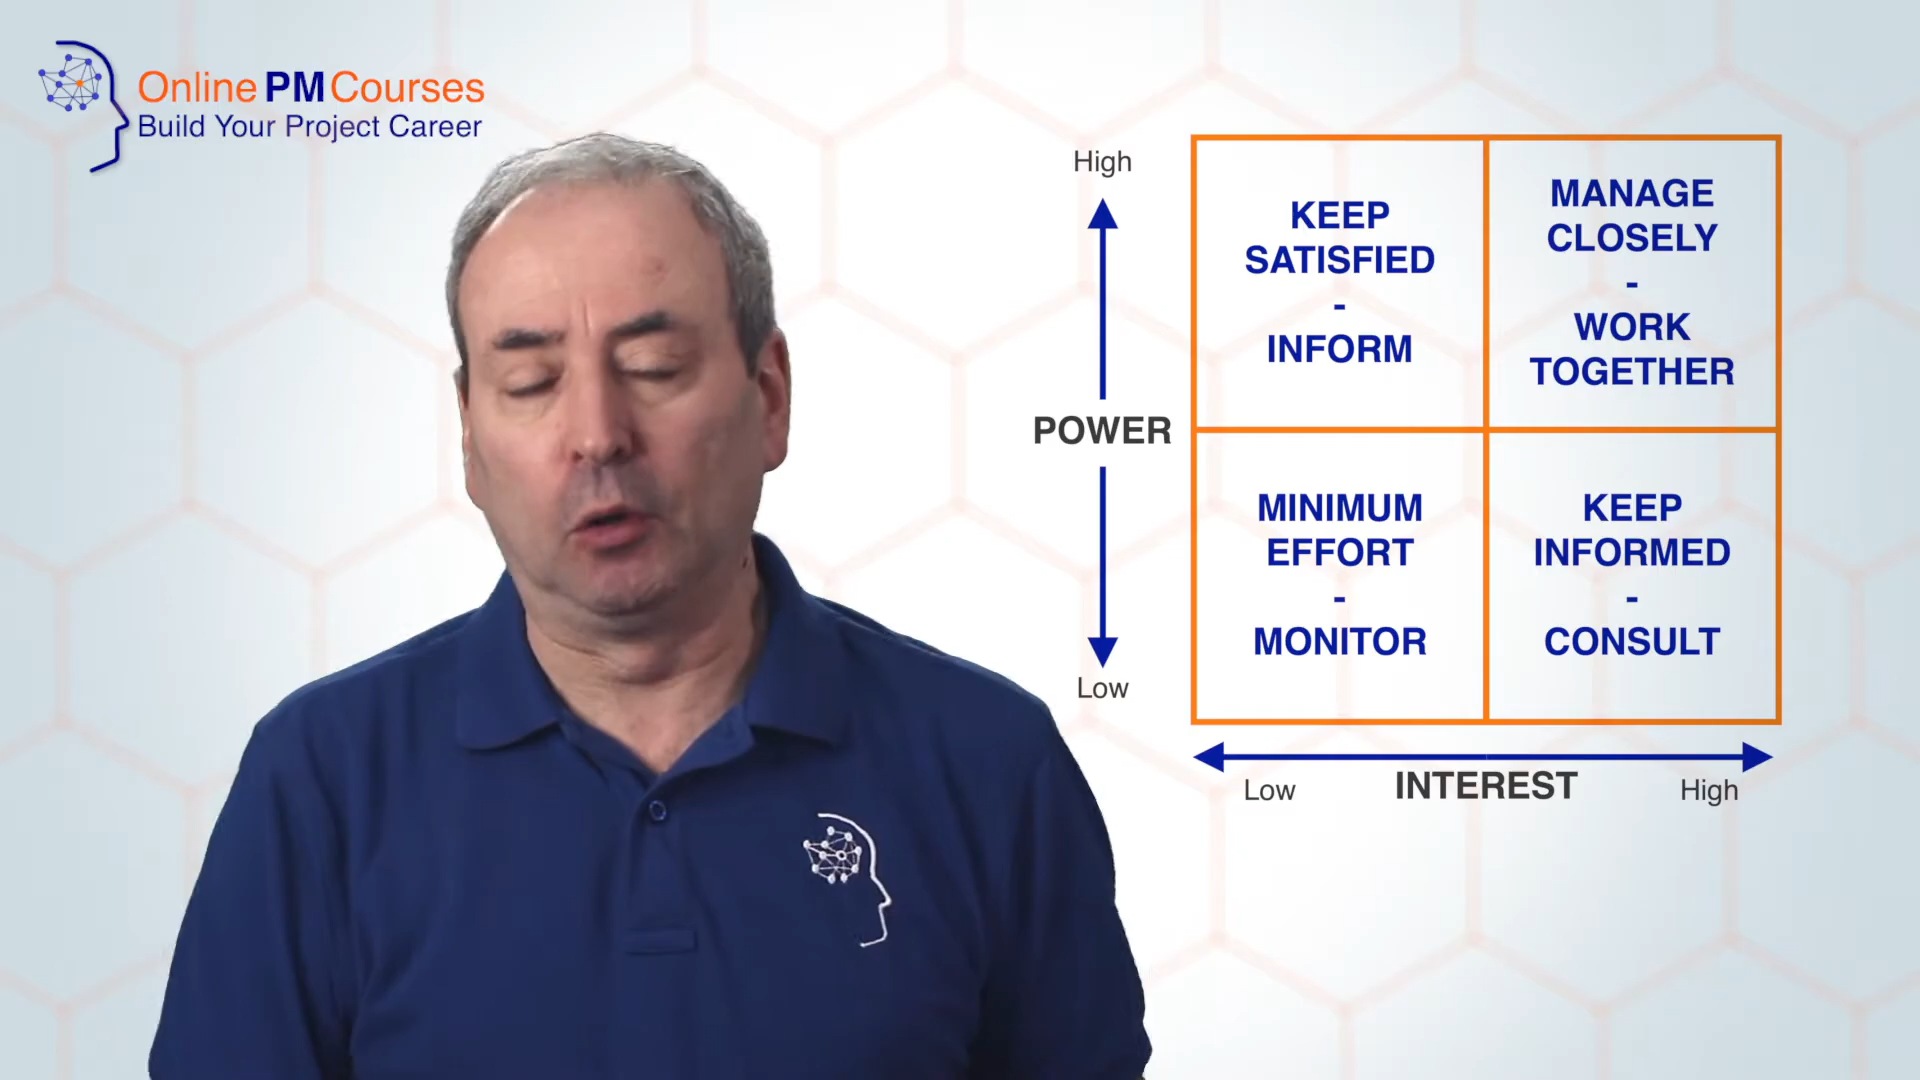 Online PM Courses
Build Your Project Career
High
POWER
Low
KEEP
SATISFIED
-
INFORM
MANAGE
CLOSELY
-
WORK
TOGETHER
MINIMUM
EFFORT
-
MONITOR
KEEP
INFORMED
-
CONSULT
Low
INTEREST
High